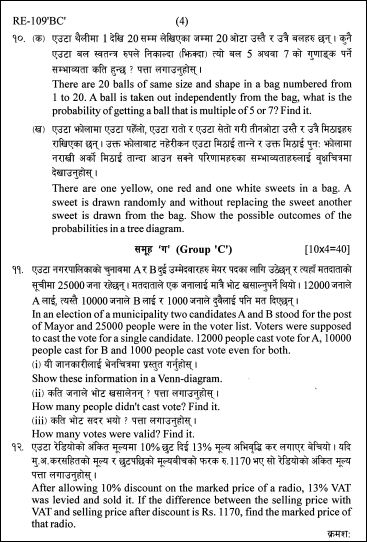 RE-109'BC'
(4)
१०. (क) एउटा थैलीमा 1 देखि 20 सम्म लेखिएका जम्मा 20 ओटा उस्तै र उत्रै बलहरु छन् । कुनै
एउटा बल स्वतन्त्र रुपले निकाल्दा (झिक्दा) त्यो बल 5 अथवा 7 को गुणाङ्क पर्ने
सम्भाव्यता कति हुन्छ ? पत्ता लगाउनुहोस् ।
There are 20 balls of same size and shape in a bag numbered from
1 to 20. A ball is taken out independently from the bag, what is the
probability of getting a ball that is multiple of 5 or 7? Find it.
(ख) एउटा झोलामा एउटा पहेँलो, एउटा रातो र एउटा सेतो गरी तीनओटा उस्तै र उत्रै मिठाइहरु
राखिएका छन् । उक्त झोलाबाट नहेरीकन एउटा मिठाई तान्ने र उक्त मिठाई पुन: झोलामा
नराखी अर्को मिठाई तान्दा आउन सक्ने परिणामहरुका सम्भाव्यताहरुलाई वृक्षचित्रमा
देखाउनुहोस् ।
There are one yellow, one red and one white sweets in a bag. A
sweet is drawn randomly and without replacing the sweet another
sweet is drawn from the bag. Show the possible outcomes of the
probabilities in a tree diagram.
समूह 'ग' (Group 'C') [10x4=40]
११. एउटा नगरपालिकाको चुनावमा A र B दुई उम्मेदवारहरु मेयर पदका लागि उठेछन् र त्यहाँ मतदाताको
सूचीमा 25000 जना रहेछन् । मतदाताले एक जनालाई मात्रै भोट खसाल्नुपर्ने थियो । 12000 जनाले
A लाई, त्यस्तै 10000 जनाले B लाई र 1000 जनाले दुवैलाई पनि मत दिएछन् ।
In an election of a municipality two candidates A and B stood for the post
of Mayor and 25000 people were in the voter list. Voters were supposed
to cast the vote for a single candidate. 12000 people cast vote for A, 10000
people cast for B and 1000 people cast vote even for both.
(i) यी जानकारीलाई भेनचित्रमा प्रस्तुत गर्नुहोस् ।
Show these information in a Venn-diagram.
(ii) कति जनाले भोट खसालेनन् ? पत्ता लगाउनुहोस् ।
How many people didn't cast vote? Find it.
(iii) कति भोट सदर भयो ? पत्ता लगाउनुहोस् ।
How many votes were valid? Find it.
१२. एउटा रेडियोको अंकित मूल्यमा 10% छुट दिई 13% मूल्य अभिवृद्धि कर लगाएर बेचियो । यदि
मु.अ.करसहितको मूल्य र छुटपछिको मूल्यबीचको फरक रु.1170 भए सो रेडियोको अंकित मूल्य
पत्ता लगाउनुहोस् ।
After allowing 10% discount on the marked price of a radio, 13% VAT
was levied and sold it. If the difference between the selling price with
VAT and selling price after discount is Rs. 1170, find the marked price of
that radio.
क्रमश: